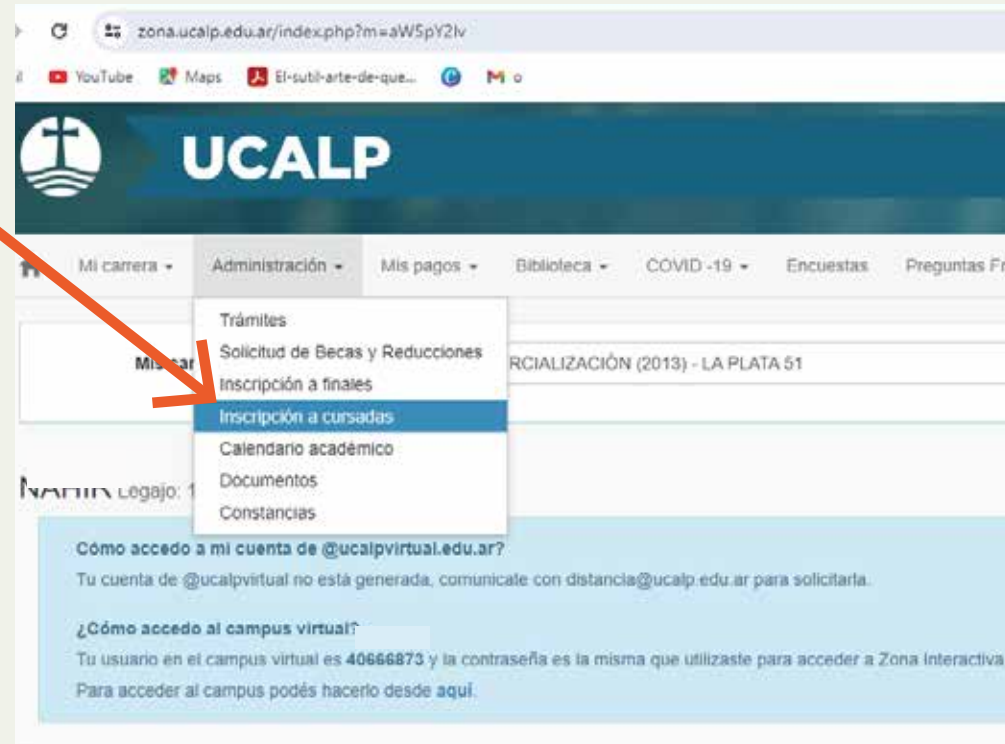 zona.ucalp.edu.ar/index.php?m=aW5pY2lv
YouTube Maps El-sutil-arte-de-que... M o
UCALP
Mi carrera Administración Mis pagos Biblioteca COVID -19 Encuestas Preguntas Fr
Trámites
Solicitud de Becas y Reducciones
RCIALIZACIÓN (2013) - LA PLATA 51
Inscripción a finales
Inscripción a cursadas
Calendario académico
Documentos
NAHIR Legajo: 1
Constancias
Cómo accedo a mi cuenta de @ucalpvirtual.edu.ar?
Tu cuenta de @ucalpvirtual no está generada, comunicate con distancia@ucalp.edu.ar para solicitarla.
¿Cómo accedo al campus virtual?
Tu usuario en el campus virtual es 40666873 y la contraseña es la misma que utilizaste para acceder a Zona Interactiva
Para acceder al campus podés hacerlo desde aquí.